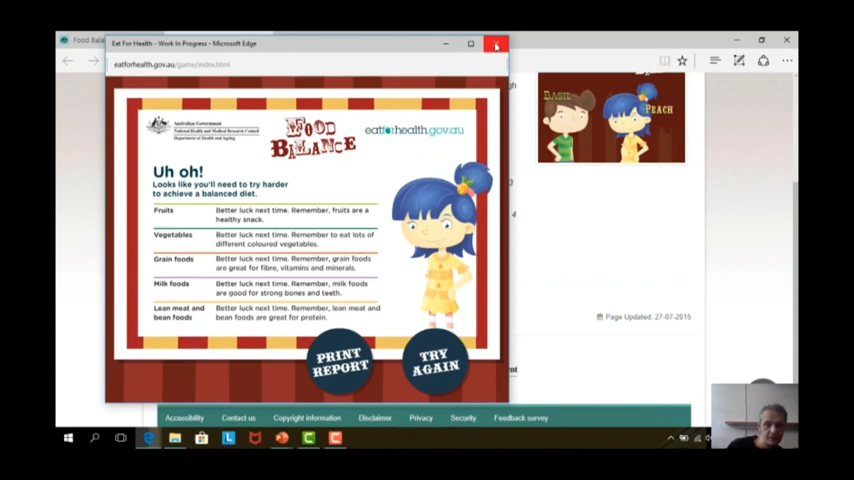 Food Bala
Eat For Health - Work In Progress - Microsoft Edge
eatforhealth.gov.au/game/index.html
Australian Government
National Health and Medical Research Council
Department of Health and Ageing
FOOD
BALANCE
eatforhealth.gov.au
Uh oh!
Looks like you'll need to try harder
to achieve a balanced diet.
Fruits
Better luck next time. Remember, fruits are a
healthy snack.
Vegetables
Better luck next time. Remember to eat lots of
different coloured vegetables.
Grain foods
Better luck next time. Remember, grain foods
are great for fibre, vitamins and minerals.
Milk foods
Better luck next time. Remember, milk foods
are good for strong bones and teeth.
Lean meat and
bean foods
Better luck next time. Remember, lean meat and
bean foods are great for protein.
PRINT
REPORT
TRY
AGAIN
BASIL
PEACH
4
Page Updated: 27-07-2015
Accessibility
Contact us
Copyright information
Disclaimer
Privacy
Security
Feedback survey